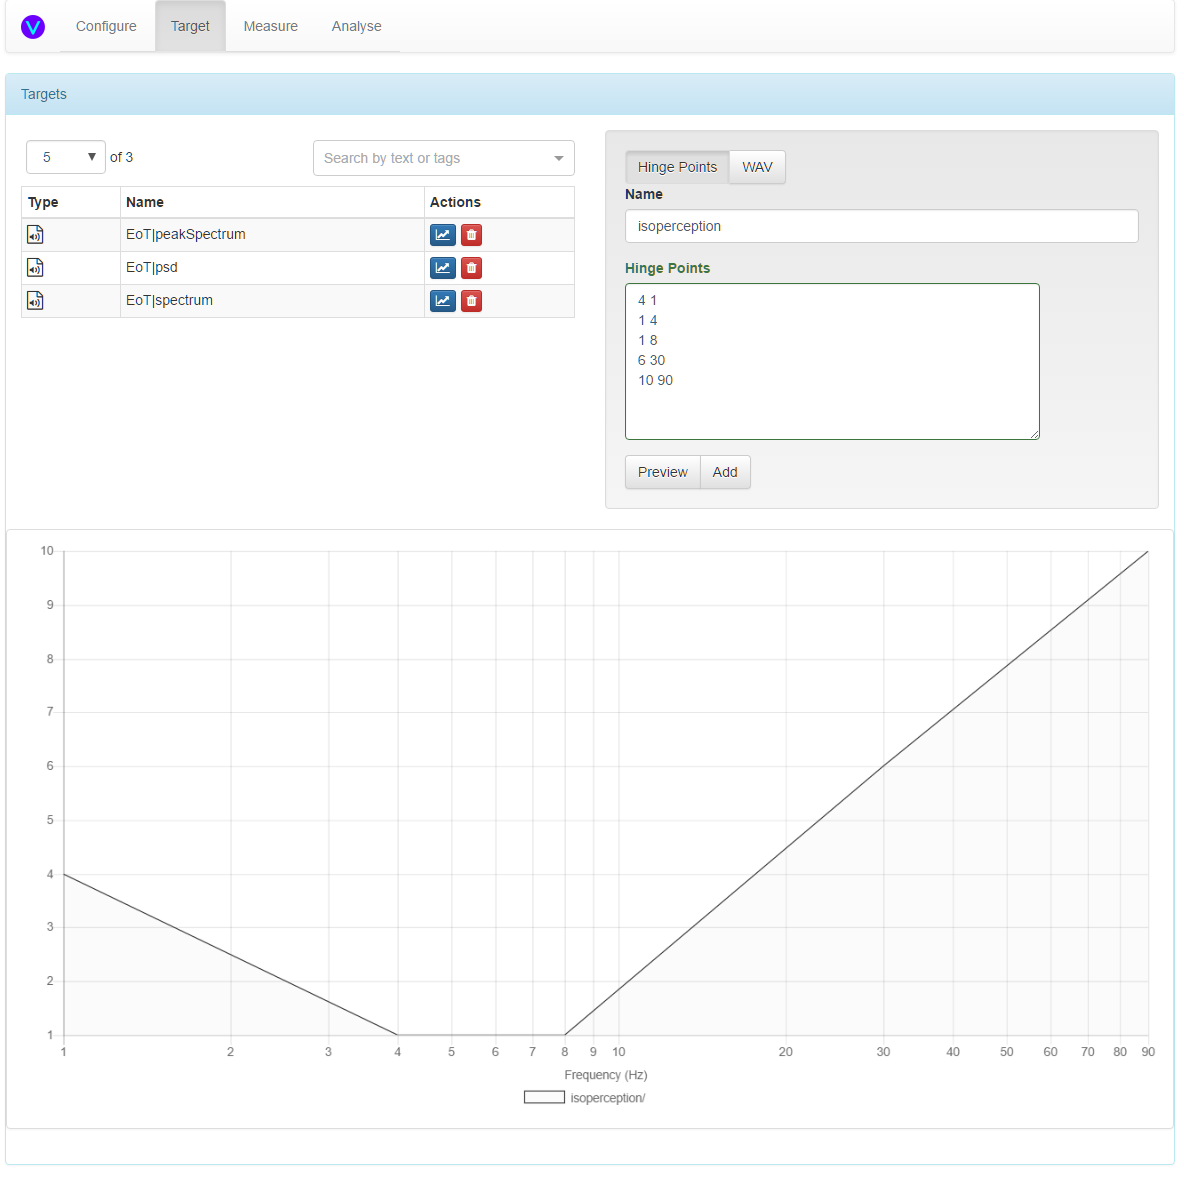 V Configure Target Measure Analyse
Targets
5 of 3
Search by text or tags
Type Name Actions
EoT|peakSpectrum
EoT|psd
EoT|spectrum
Hinge Points WAV
Name
isoperception
Hinge Points
4 1
1 4
1 8
6 30
10 90
Preview Add
10
9
8
7
6
5
4
3
2
1
1 2 3 4 5 6 7 8 9 10 20 30 40 50 60 70 80 90
Frequency (Hz)
isoperception/